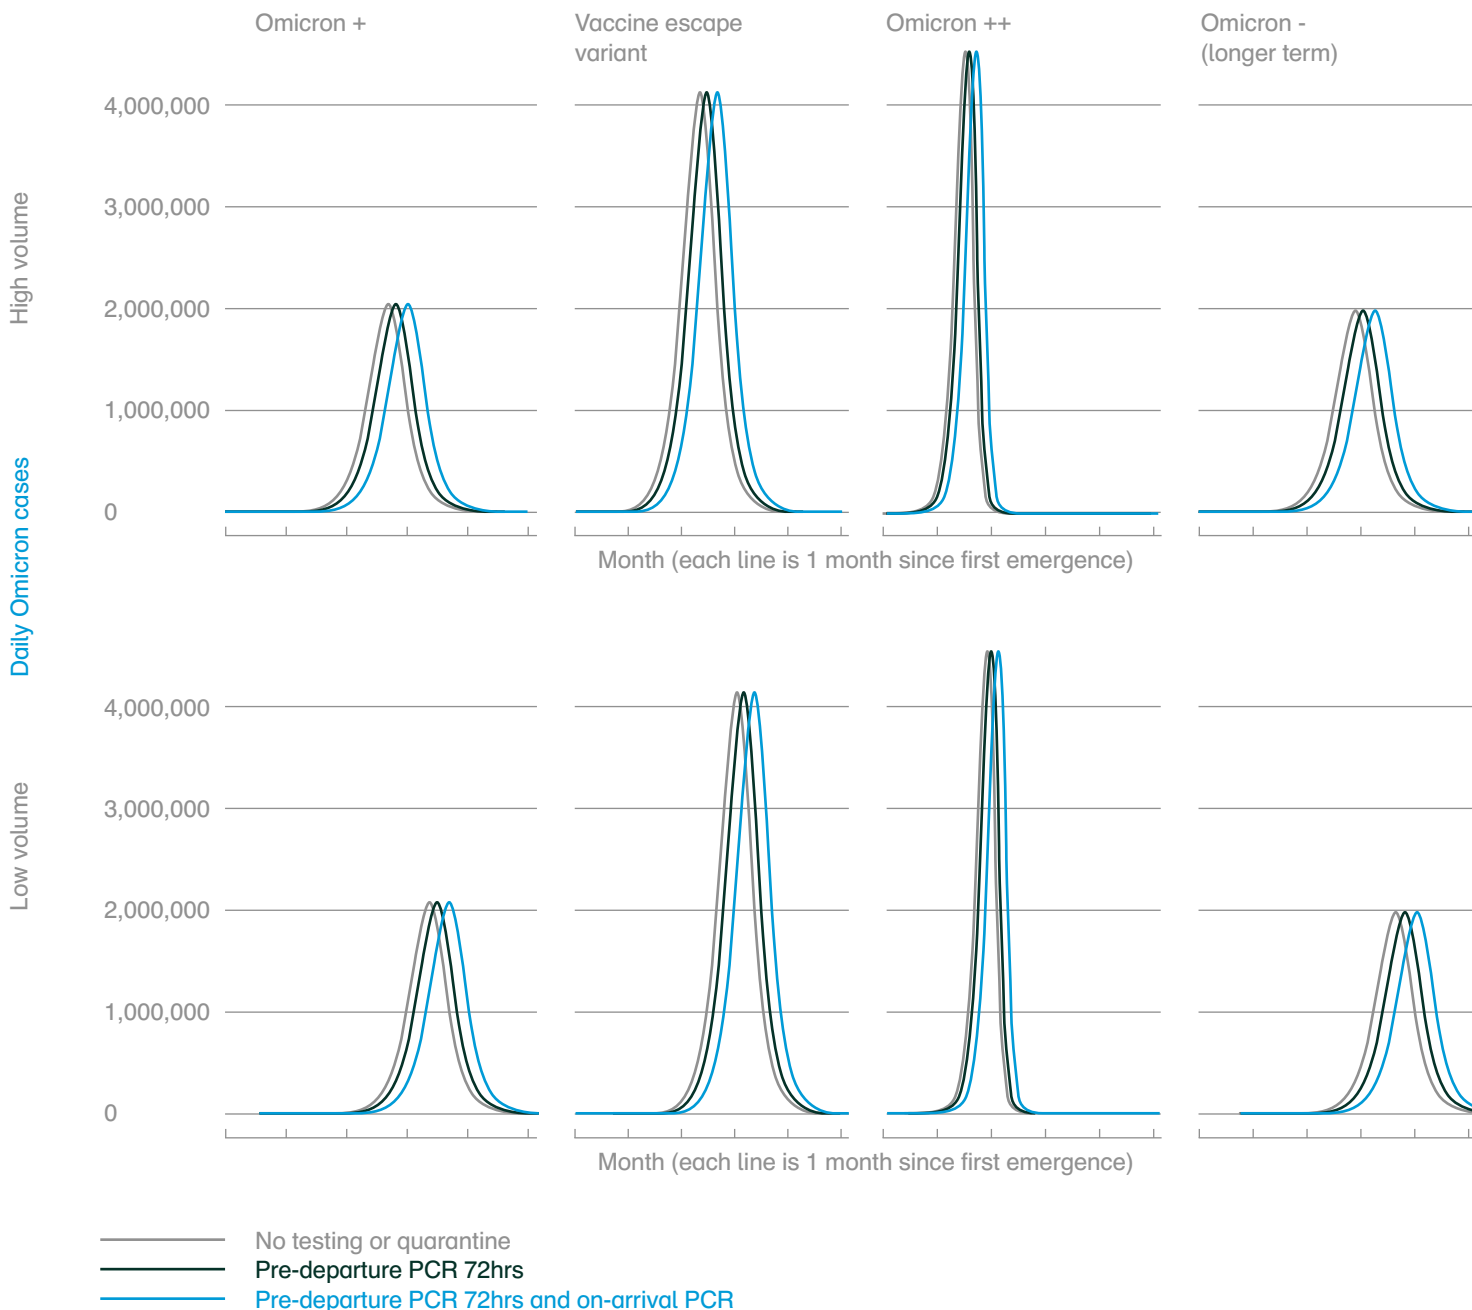 Omicron +
Vaccine escape
variant
Omicron ++
Omicron -
(longer term)
High volume
4,000,000
3,000,000
2,000,000
1,000,000
0
Month (each line is 1 month since first emergence)
Daily Omicron cases
Low volume
4,000,000
3,000,000
2,000,000
1,000,000
0
Month (each line is 1 month since first emergence)
No testing or quarantine
Pre-departure PCR 72hrs
Pre-departure PCR 72hrs and on-arrival PCR